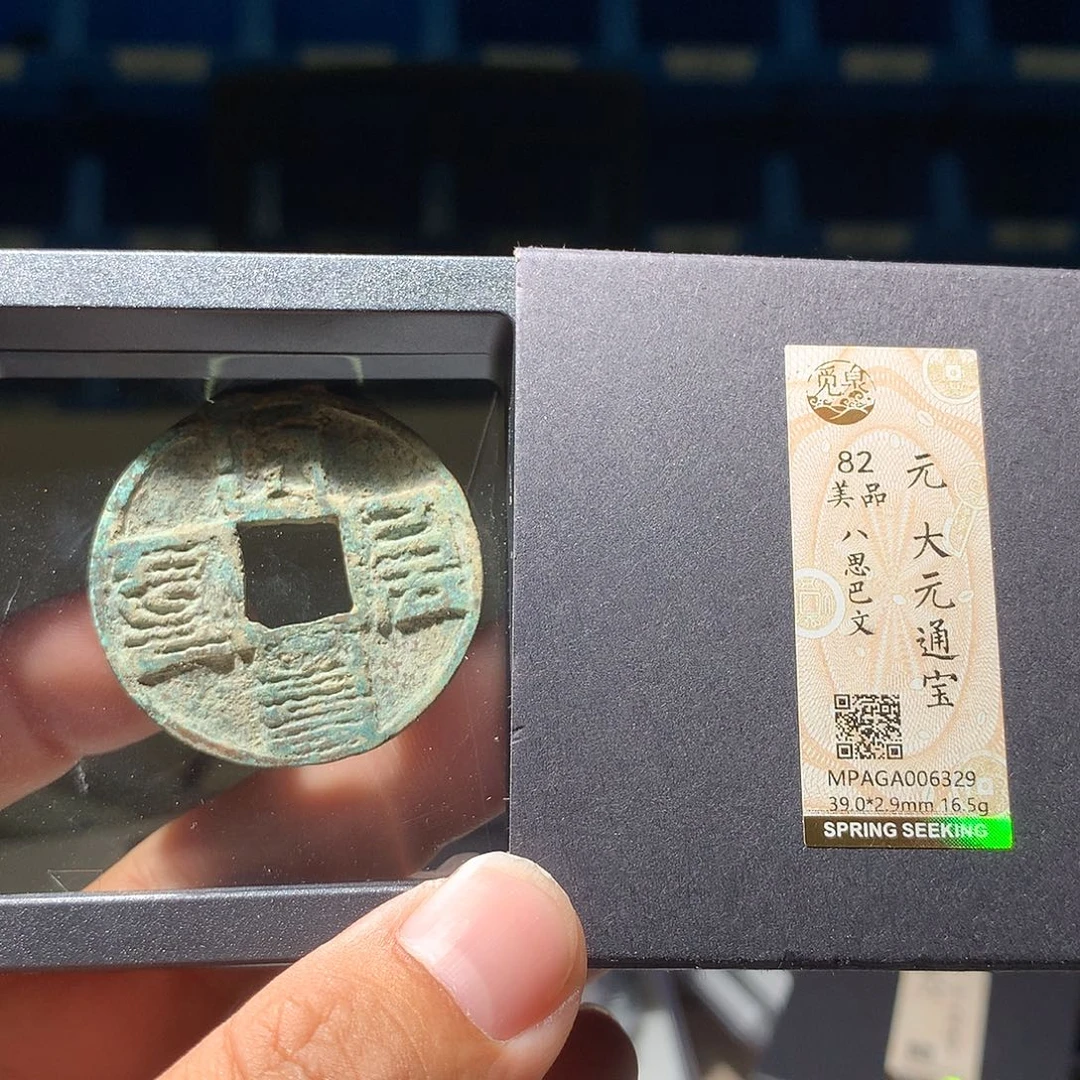 觅泉
元 大元通宝
82
美品
八思巴文
MPAGA006329
39.0*2.9mm 16.5g
SPRING SEEKING